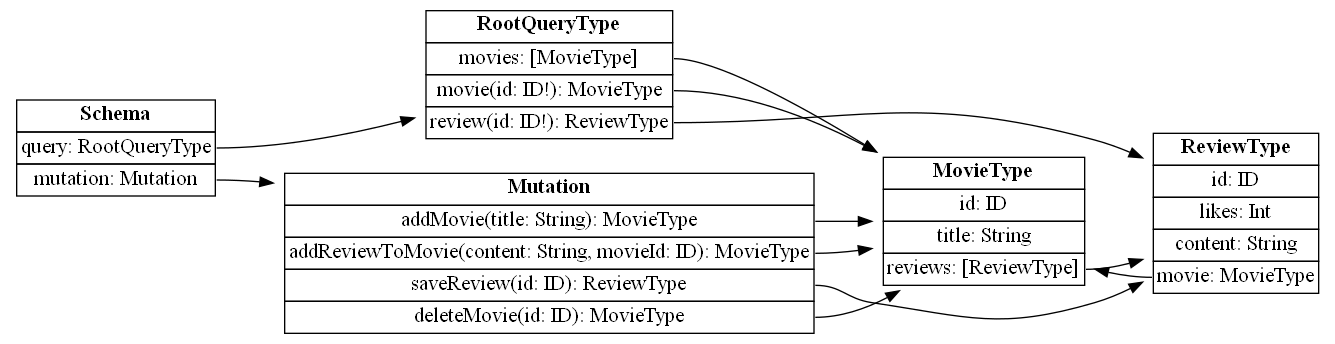 Schema
query: RootQueryType
mutation: Mutation
RootQueryType
movies: [MovieType]
movie(id: ID!): MovieType
review(id: ID!): ReviewType
Mutation
addMovie(title: String): MovieType
addReviewToMovie(content: String, movieId: ID): MovieType
saveReview(id: ID): ReviewType
deleteMovie(id: ID): MovieType
MovieType
id: ID
title: String
reviews: [ReviewType]
ReviewType
id: ID
likes: Int
content: String
movie: MovieType